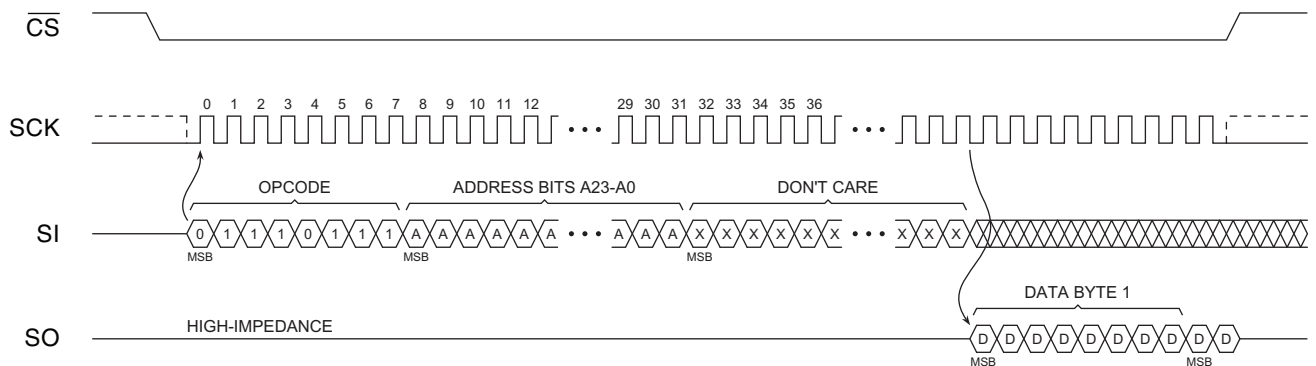 CS
0 1 2 3 4 5 6 7 8 9 10 11 12 29 30 31 32 33 34 35 36
SCK • • • • • •
OPCODE ADDRESS BITS A23-A0 DON'T CARE
SI 0 1 1 1 0 1 1 1 A A A A A A • • • A A A X X X X X X • • • X X X
MSB MSB MSB
DATA BYTE 1
HIGH-IMPEDANCE
SO D D D D D D D D D D
MSB MSB